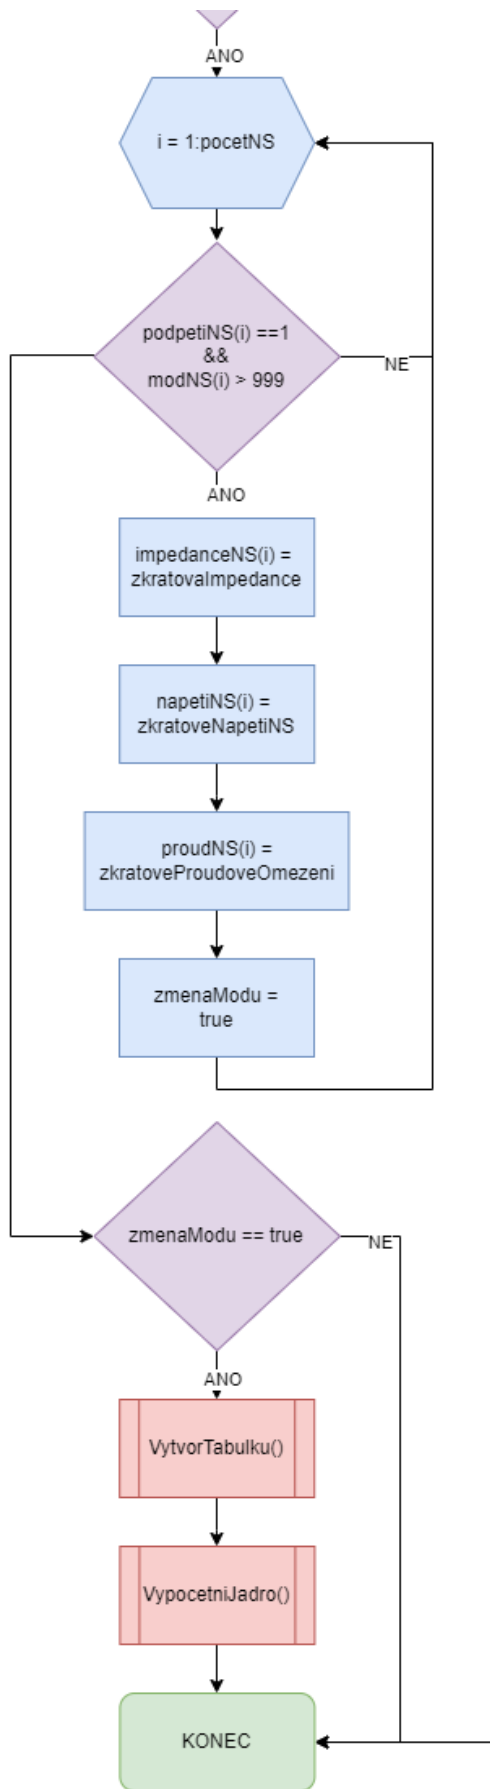 ANO
i = 1:pocetNS
podpetiNS(i) ==1
&&
modNS(i) > 999
NE
ANO
impedanceNS(i) =
zkratovaImpedance
napetiNS(i) =
zkratoveNapetiNS
proudNS(i) =
zkratoveProudoveOmezeni
zmenaModu =
true
zmenaModu == true
NE
ANO
VytvorTabulku()
VypocetniJadro()
KONEC